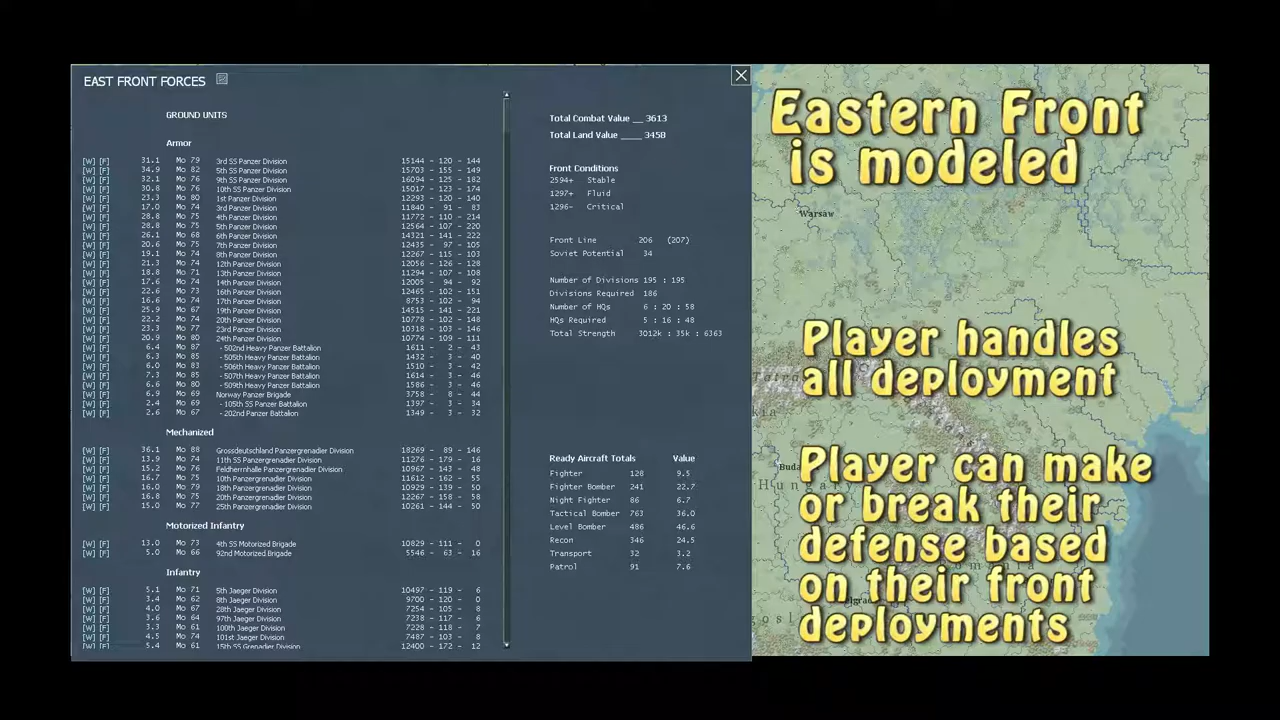 EAST FRONT FORCES
GROUND UNITS
Armor
[W] [F] 31.1 Mo 79 3rd SS Panzer Division 15144 - 120 - 144
[W] [F] 34.9 Mo 82 5th SS Panzer Division 15703 - 155 - 149
[W] [F] 32.1 Mo 76 9th SS Panzer Division 16094 - 125 - 182
[W] [F] 30.8 Mo 76 10th SS Panzer Division 15017 - 123 - 174
[W] [F] 23.3 Mo 80 1st Panzer Division 12293 - 120 - 140
[W] [F] 17.0 Mo 74 3rd Panzer Division 11840 - 91 - 83
[W] [F] 28.8 Mo 75 4th Panzer Division 11772 - 110 - 214
[W] [F] 28.8 Mo 75 5th Panzer Division 12564 - 107 - 220
[W] [F] 26.1 Mo 68 6th Panzer Division 14321 - 141 - 222
[W] [F] 20.6 Mo 75 7th Panzer Division 12435 - 97 - 105
[W] [F] 19.1 Mo 74 8th Panzer Division 12267 - 115 - 103
[W] [F] 21.3 Mo 74 12th Panzer Division 12056 - 126 - 128
[W] [F] 18.8 Mo 71 13th Panzer Division 11294 - 107 - 108
[W] [F] 17.6 Mo 74 14th Panzer Division 12005 - 94 - 92
[W] [F] 22.6 Mo 73 16th Panzer Division 12465 - 102 - 151
[W] [F] 16.6 Mo 74 17th Panzer Division 8753 - 102 - 94
[W] [F] 25.9 Mo 67 19th Panzer Division 14515 - 141 - 221
[W] [F] 22.2 Mo 74 20th Panzer Division 10778 - 102 - 148
[W] [F] 23.3 Mo 77 23rd Panzer Division 10318 - 103 - 146
[W] [F] 20.9 Mo 80 24th Panzer Division 10774 - 109 - 111
[W] [F] 6.4 Mo 87 - 502nd Heavy Panzer Battalion 1611 - 2 - 43
[W] [F] 6.3 Mo 85 - 505th Heavy Panzer Battalion 1432 - 3 - 40
[W] [F] 6.0 Mo 83 - 506th Heavy Panzer Battalion 1510 - 3 - 42
[W] [F] 7.3 Mo 85 - 507th Heavy Panzer Battalion 1614 - 3 - 46
[W] [F] 6.6 Mo 80 - 509th Heavy Panzer Battalion 1586 - 3 - 46
[W] [F] 6.9 Mo 69 Norway Panzer Brigade 3758 - 8 - 44
[W] [F] 2.4 Mo 69 - 105th SS Panzer Battalion 1397 - 3 - 34
[W] [F] 2.6 Mo 67 - 202nd Panzer Battalion 1349 - 3 - 32
Mechanized
[W] [F] 36.1 Mo 88 Grossdeutschland Panzergrenadier Division 18269 - 89 - 146
[W] [F] 13.9 Mo 74 11th SS Panzergrenadier Division 11276 - 179 - 16
[W] [F] 15.2 Mo 76 Feldherrnhalle Panzergrenadier Division 10967 - 143 - 48
[W] [F] 16.7 Mo 75 10th Panzergrenadier Division 11612 - 162 - 55
[W] [F] 16.0 Mo 79 18th Panzergrenadier Division 10929 - 139 - 50
[W] [F] 16.8 Mo 75 20th Panzergrenadier Division 12267 - 158 - 58
[W] [F] 15.0 Mo 77 25th Panzergrenadier Division 10261 - 144 - 50
Motorized Infantry
[W] [F] 13.0 Mo 73 4th SS Motorized Brigade 10829 - 111 - 0
[W] [F] 5.0 Mo 66 92nd Motorized Brigade 5546 - 63 - 16
Infantry
[W] [F] 5.1 Mo 71 5th Jaeger Division 10497 - 119 - 6
[W] [F] 3.4 Mo 62 8th Jaeger Division 9700 - 120 - 0
[W] [F] 4.0 Mo 67 28th Jaeger Division 7254 - 105 - 8
[W] [F] 3.6 Mo 64 97th Jaeger Division 7238 - 117 - 6
[W] [F] 3.3 Mo 61 100th Jaeger Division 7228 - 118 - 7
[W] [F] 4.5 Mo 74 101st Jaeger Division 7487 - 103 - 8
[W] [F] 5.4 Mo 61 15th SS Grenadier Division 12400 - 172 - 12
Total Combat Value __ 3613
Total Land Value ____ 3458
Front Conditions
2594+ Stable
1297+ Fluid
1296- Critical
Front Line 206 (207)
Soviet Potential 34
Number of Divisions 195 : 195
Divisions Required 186
Number of HQs 6 : 20 : 58
HQs Required 5 : 16 : 48
Total Strength 3012k : 35k : 6363
Ready Aircraft Totals Value
Fighter 128 9.5
Fighter Bomber 241 22.7
Night Fighter 86 6.7
Tactical Bomber 763 36.0
Level Bomber 486 46.6
Recon 346 24.5
Transport 32 3.2
Patrol 91 7.6
Eastern Front
is modeled
Warsaw
Player handles
all deployment
Player can make
or break their
defense based
on their front
deployments